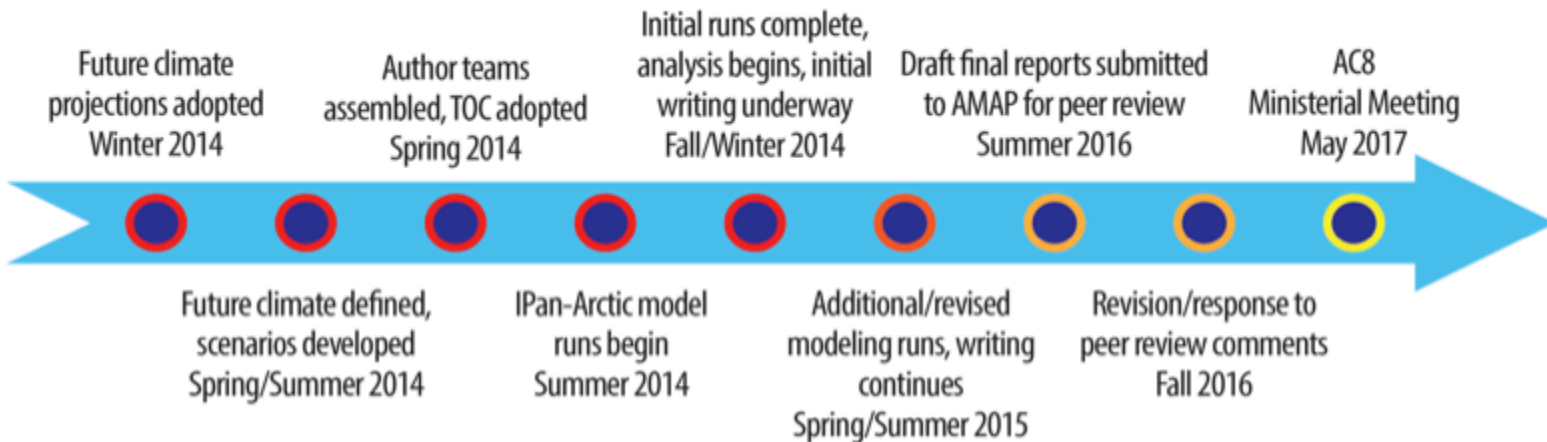 Future climate
projections adopted
Winter 2014
Future climate defined,
scenarios developed
Spring/Summer 2014
Author teams
assembled, TOC adopted
Spring 2014
IPan-Arctic model
runs begin
Summer 2014
Initial runs complete,
analysis begins, initial
writing underway
Fall/Winter 2014
Additional/revised
modeling runs, writing
continues
Spring/Summer 2015
Draft final reports submitted
to AMAP for peer review
Summer 2016
Revision/response to
peer review comments
Fall 2016
AC8
Ministerial Meeting
May 2017